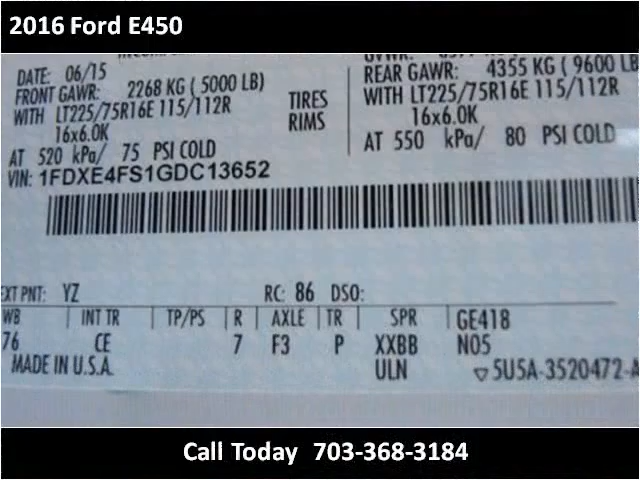 2016 Ford E450
DATE: 06/15
FRONT GAWR: 2268 KG ( 5000 LB)
WITH LT225/75R16E 115/112R
16x6.0K
AT 520 kPa/ 75 PSI COLD
TIRES
RIMS
REAR GAWR: 4355 KG ( 9600 LB
WITH LT225/75R16E 115/112R
16x6.0K
AT 550 kPa/ 80 PSI COLD
VIN: 1FDXE4FS1GDC13652
EXT PNT: YZ RC: 86 DSO:
WB INT TR TP/PS R AXLE TR SPR GE418
76 CE 7 F3 P XXBB N05
MADE IN U.S.A. ULN ▽5U5A-3520472-A
Call Today 703-368-3184